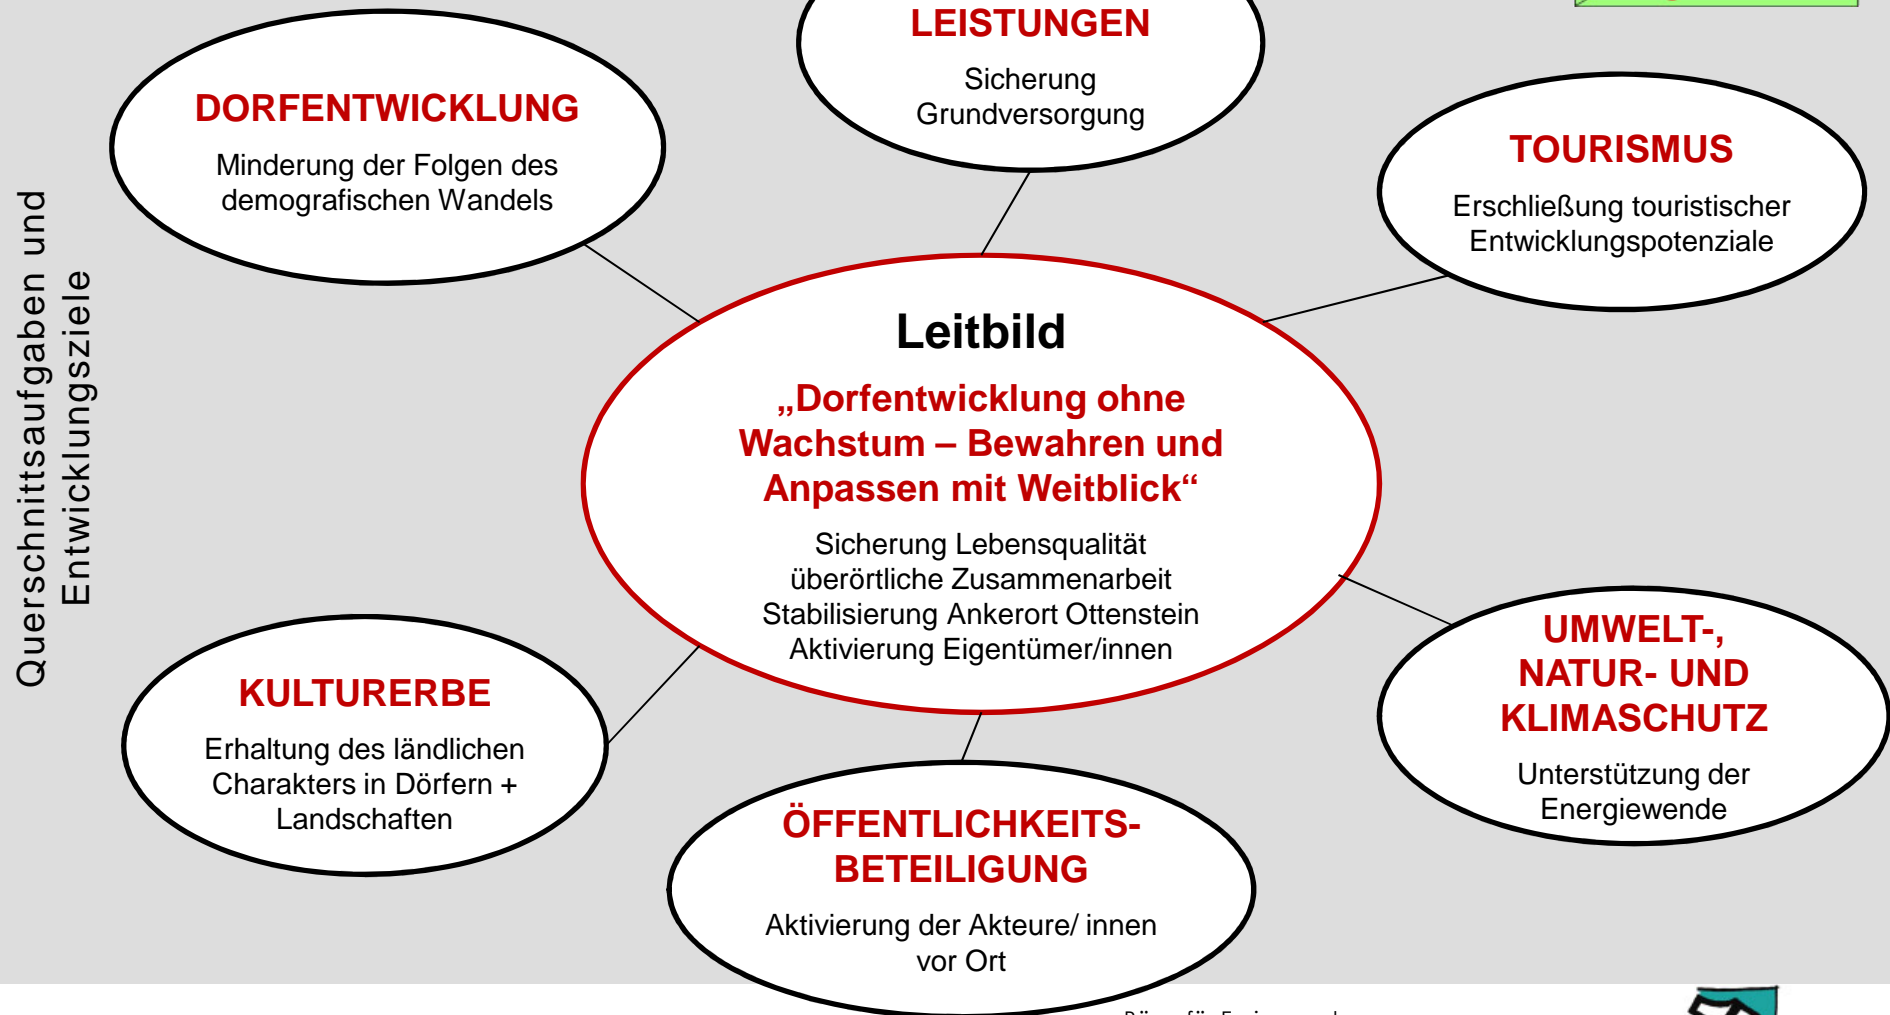 LEISTUNGEN
Sicherung
Grundversorgung
DORFENTWICKLUNG
Minderung der Folgen des
demografischen Wandels
TOURISMUS
Erschließung touristischer
Entwicklungspotenziale
Querschnittsaufgaben und
Entwicklungsziele
Leitbild
„Dorfentwicklung ohne
Wachstum – Bewahren und
Anpassen mit Weitblick“
Sicherung Lebensqualität
überörtliche Zusammenarbeit
Stabilisierung Ankerort Ottenstein
Aktivierung Eigentümer/innen
KULTURERBE
Erhaltung des ländlichen
Charakters in Dörfern +
Landschaften
UMWELT-,
NATUR- UND
KLIMASCHUTZ
Unterstützung der
Energiewende
ÖFFENTLICHKEITS-
BETEILIGUNG
Aktivierung der Akteure/ innen
vor Ort